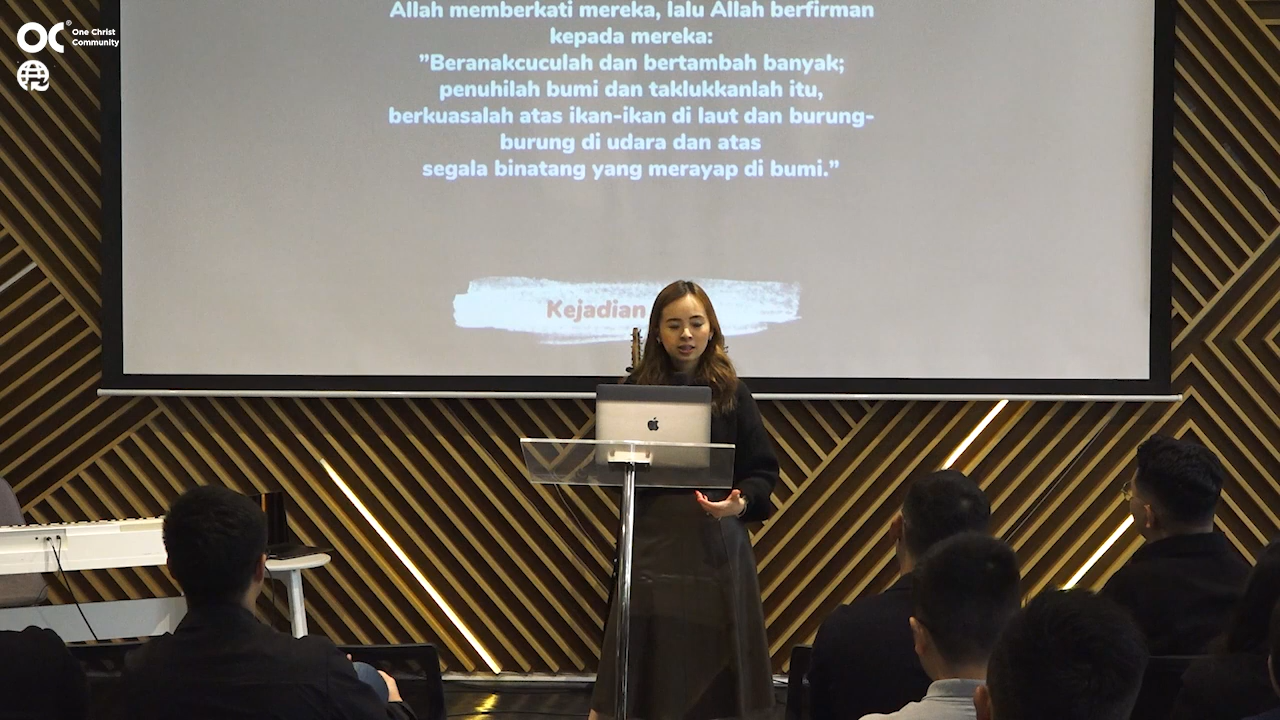 OC® One Christ
Community
Allah memberkati mereka, lalu Allah berfirman
kepada mereka:
”Beranakcuculah dan bertambah banyak;
penuhilah bumi dan taklukkanlah itu,
berkuasalah atas ikan-ikan di laut dan burung-
burung di udara dan atas
segala binatang yang merayap di bumi.”
Kejadian